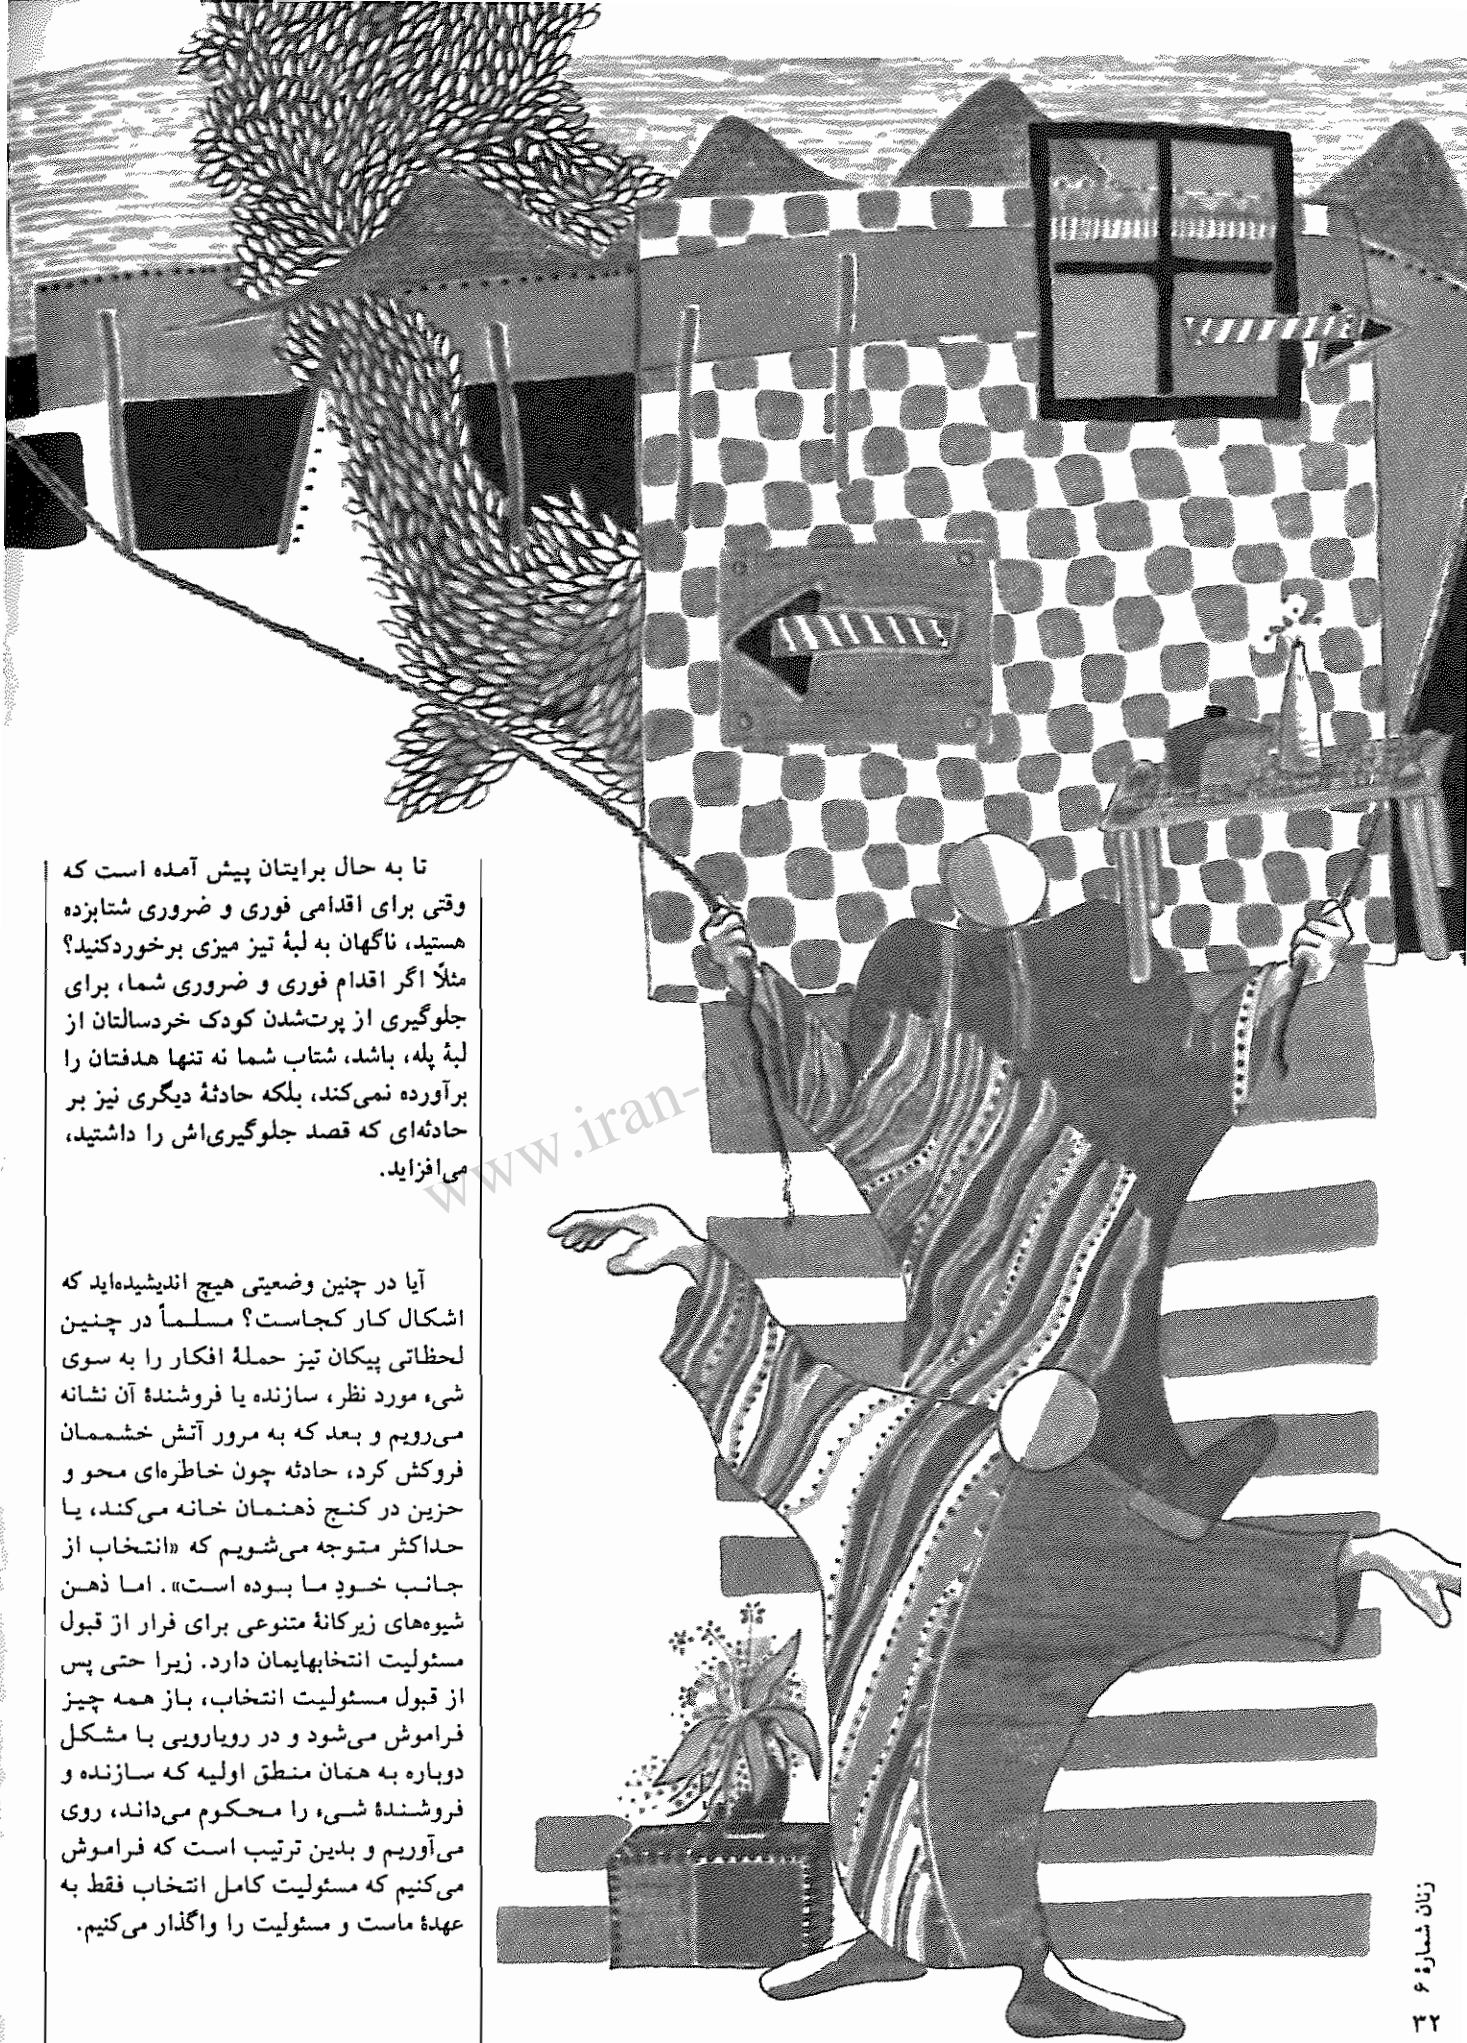 تا به حال برایتان پیش آمده است که
وقتی برای اقدامی فوری و ضروری شتابزده
هستید، ناگهان به لبهٔ تیز میزی برخوردکنید؟
مثلاً اگر اقدام فوری و ضروری شما، برای
جلوگیری از پرت‌شدن کودک خردسالتان از
لبهٔ پله، باشد، شتاب شما نه تنها هدفتان را
برآورده نمی‌کند، بلکه حادثهٔ دیگری نیز بر
حادثه‌ای که قصد جلوگیری‌اش را داشتید،
می‌افزاید.
آیا در چنین وضعیتی هیچ اندیشیده‌اید که
اشکال کار کجاست؟ مسلماً در چنین
لحظاتی پیکان تیز حملهٔ افکار را به سوی
شیء مورد نظر، سازنده یا فروشندهٔ آن نشانه
می‌رویم و بعد که به مرور آتش خشممان
فروکش کرد، حادثه چون خاطره‌ای محو و
حزین در کنج ذهنمان خانه می‌کند، یا
حداکثر متوجه می‌شویم که «انتخاب از
جانب خودِ ما بوده است». اما ذهن
شیوه‌های زیرکانهٔ متنوعی برای فرار از قبول
مسئولیت انتخابهایمان دارد. زیرا حتی پس
از قبول مسئولیت انتخاب، باز همه چیز
فراموش می‌شود و در رویارویی با مشکل
دوباره به همان منطق اولیه که سازنده و
فروشندهٔ شیء را محکوم می‌داند، روی
می‌آوریم و بدین ترتیب است که فراموش
می‌کنیم که مسئولیت کامل انتخاب فقط به
عهدهٔ ماست و مسئولیت را واگذار می‌کنیم.
www.iran-
زنان شمارهٔ ۶
۳۲